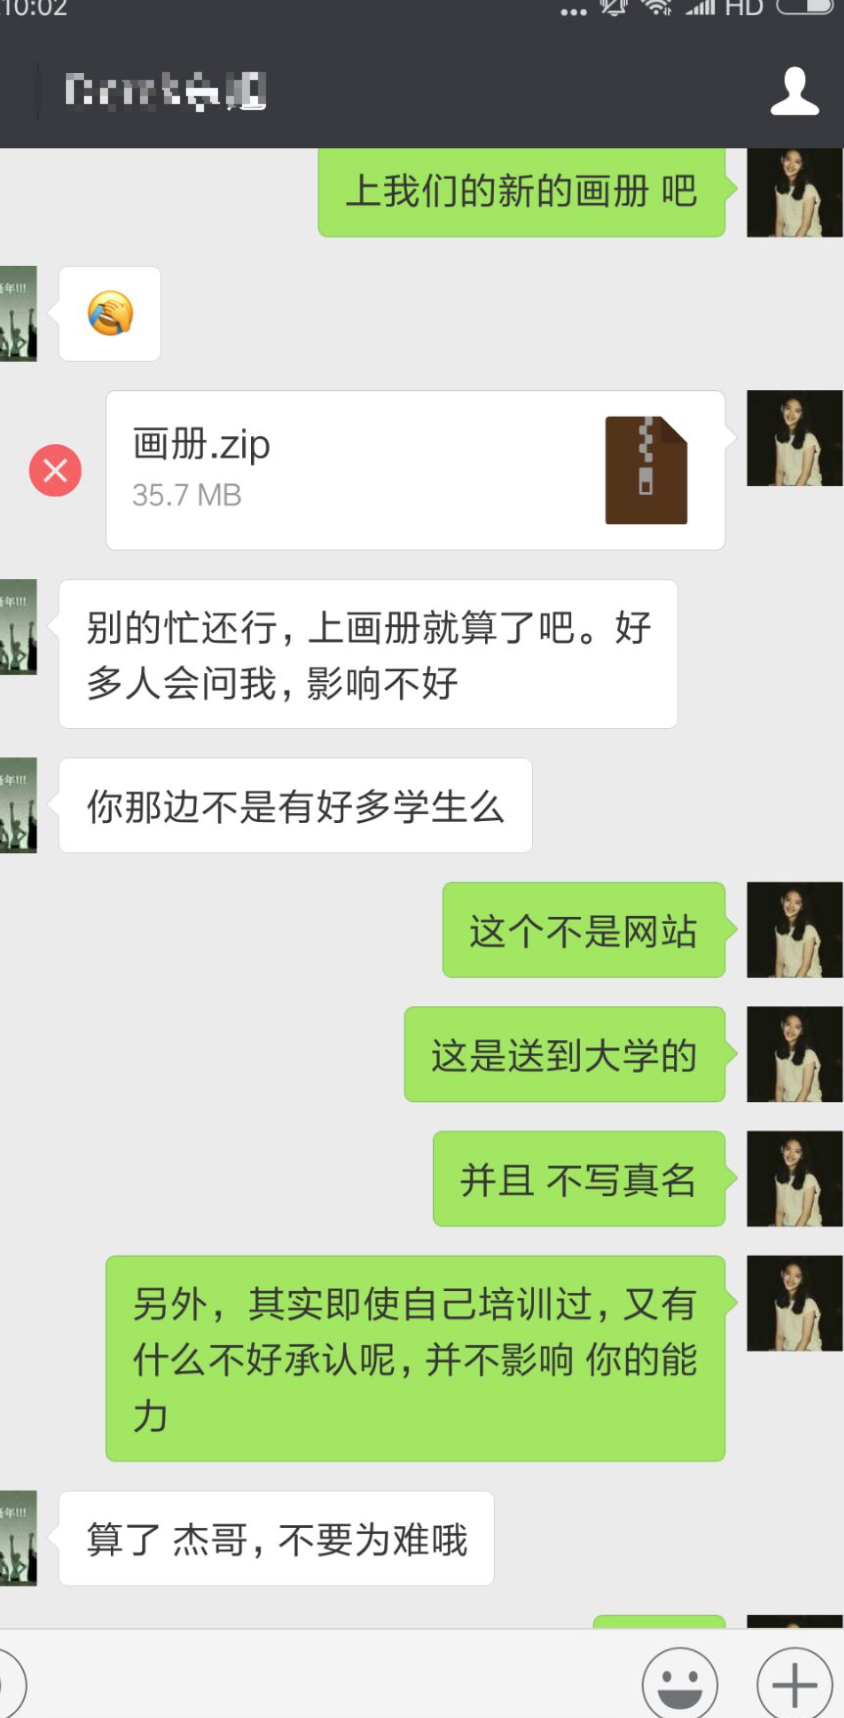 10:02
HD
上我们的新的画册 吧
画册.zip
35.7 MB
别的忙还行，上画册就算了吧。好
多人会问我，影响不好
你那边不是有好多学生么
这个不是网站
这是送到大学的
并且 不写真名
另外，其实即使自己培训过，又有
什么不好承认呢，并不影响 你的能
力
算了 杰哥，不要为难哦